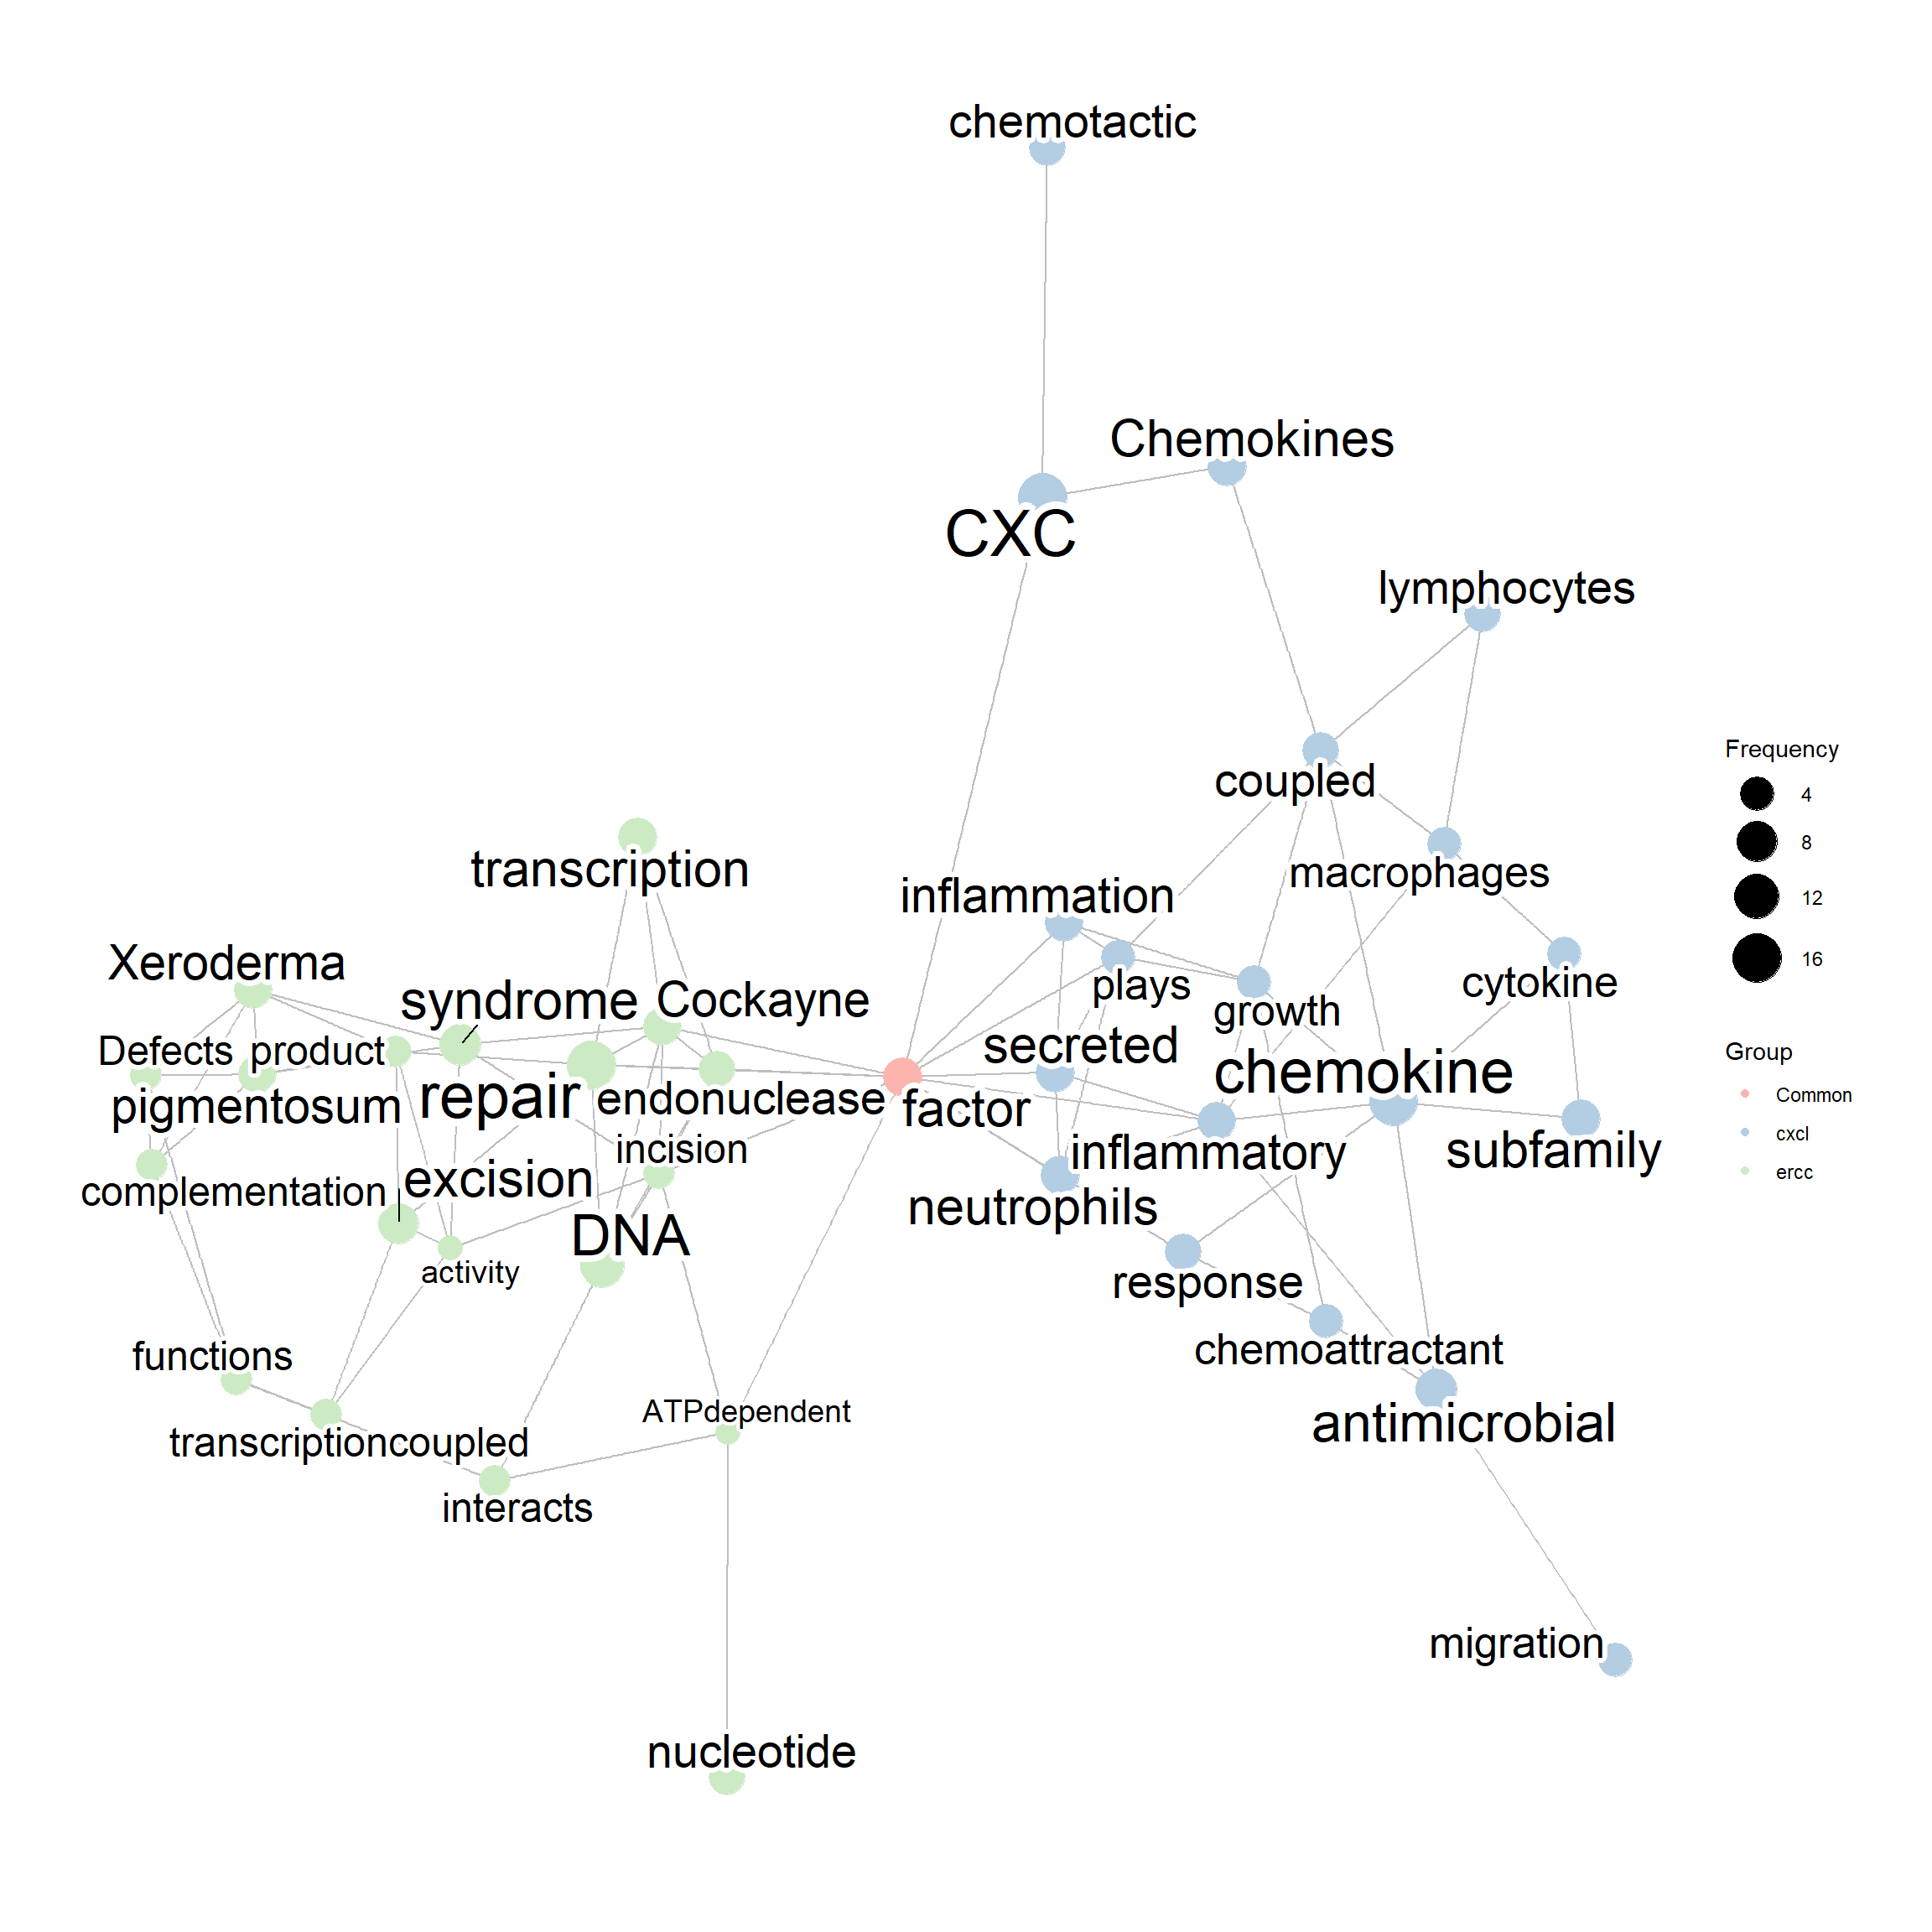 chemotactic
Chemokines
CXC
lymphocytes
coupled
Frequency
4
8
12
16
transcription
macrophages
inflammation
Xeroderma
syndrome
Cockayne
plays
growth
cytokine
Defects
product
secreted
chemokine
Group
Common
cxcl
ercc
pigmentosum
repair
endonuclease
factor
incision
inflammatory
subfamily
complementation
excision
neutrophils
DNA
activity
response
functions
chemoattractant
ATPdependent
antimicrobial
transcriptioncoupled
interacts
migration
nucleotide